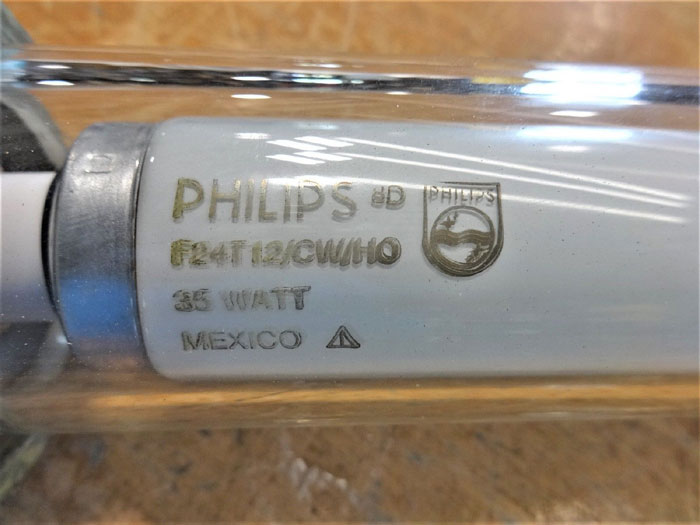 PHILIPS 8D
F24T12/CW/HO
35 WATT
MEXICO
PHILIPS